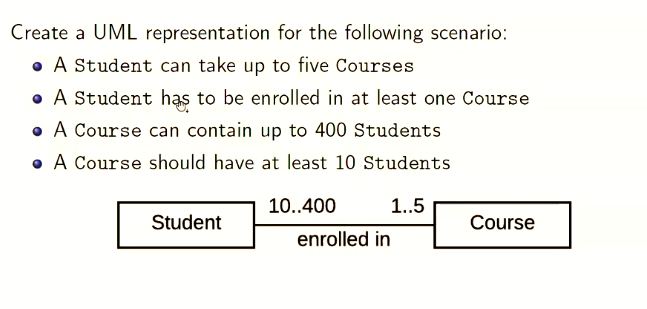 Create a UML representation for the following scenario:
A Student can take up to five Courses
A Student has to be enrolled in at least one Course
A Course can contain up to 400 Students
A Course should have at least 10 Students
10..400 1..5
Student Course
enrolled in